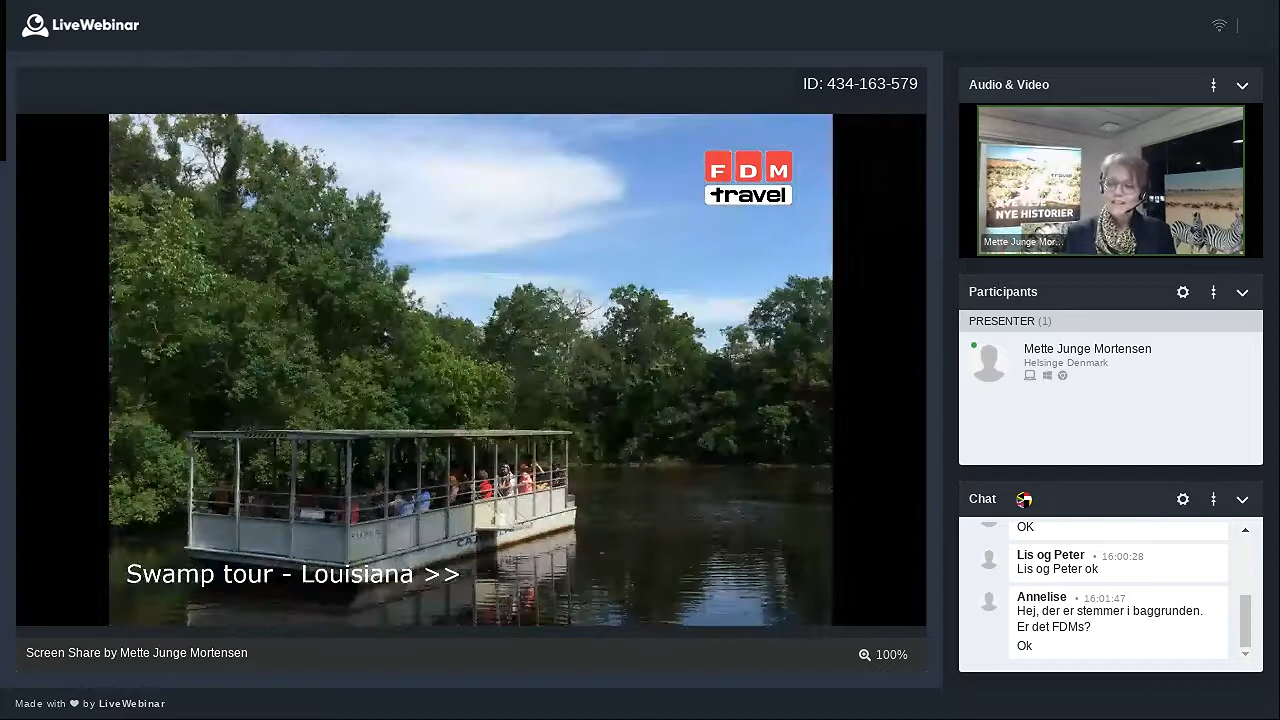 LiveWebinar
ID: 434-163-579
FDM
travel
Swamp tour - Louisiana >>
Screen Share by Mette Junge Mortensen
100%
Made with ❤ by LiveWebinar
Audio & Video
travel
NYE HISTORIER
Mette Junge Mor...
Participants
PRESENTER (1)
Mette Junge Mortensen
Helsinge Denmark
Chat
OK
Lis og Peter • 16:00:28
Lis og Peter ok
Annelise • 16:01:47
Hej, der er stemmer i baggrunden.
Er det FDMs?
Ok